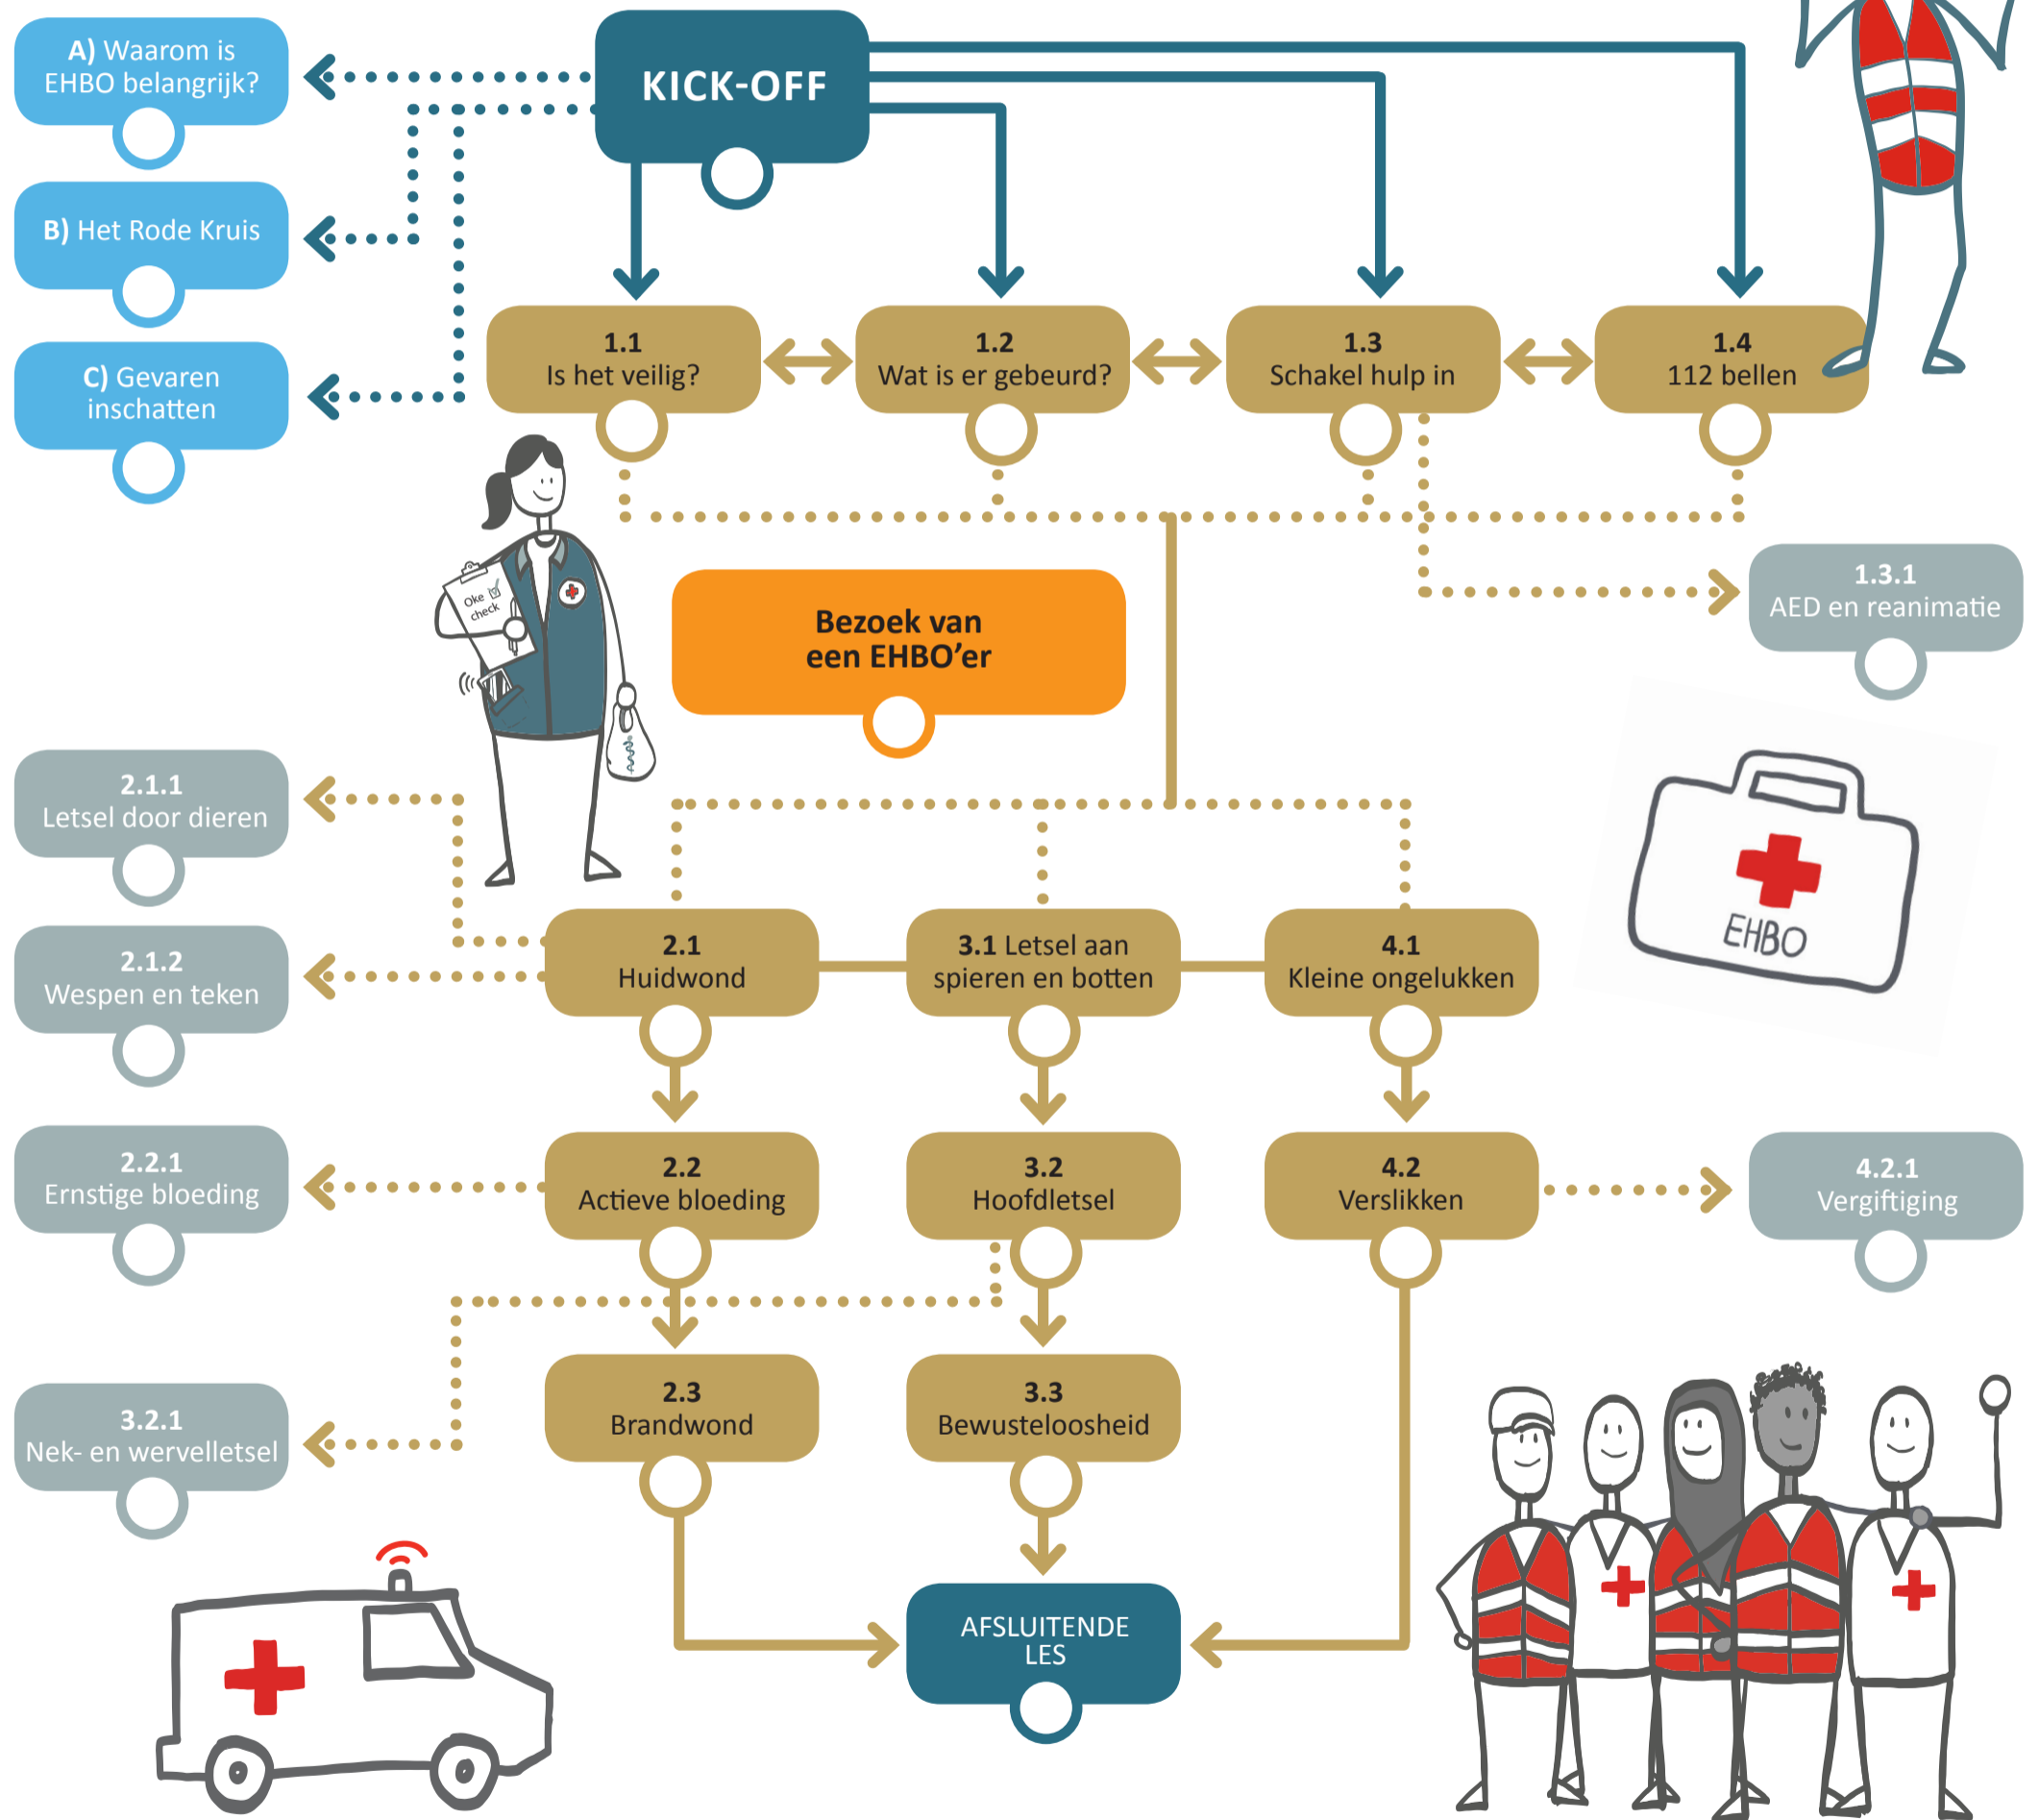 A) Waarom is
EHBO belangrijk?
KICK-OFF
B) Het Rode Kruis
C) Gevaren
inschatten
1.1
Is het veilig?
1.2
Wat is er gebeurd?
1.3
Schakel hulp in
1.4
112 bellen
Oke
check
Bezoek van
een EHBO’er
1.3.1
AED en reanimatie
2.1.1
Letsel door dieren
EHBO
2.1.2
Wespen en teken
2.1
Huidwond
3.1 Letsel aan
spieren en botten
4.1
Kleine ongelukken
2.2.1
Ernstige bloeding
2.2
Actieve bloeding
3.2
Hoofdletsel
4.2
Verslikken
4.2.1
Vergiftiging
3.2.1
Nek- en wervelletsel
2.3
Brandwond
3.3
Bewusteloosheid
AFSLUITENDE
LES